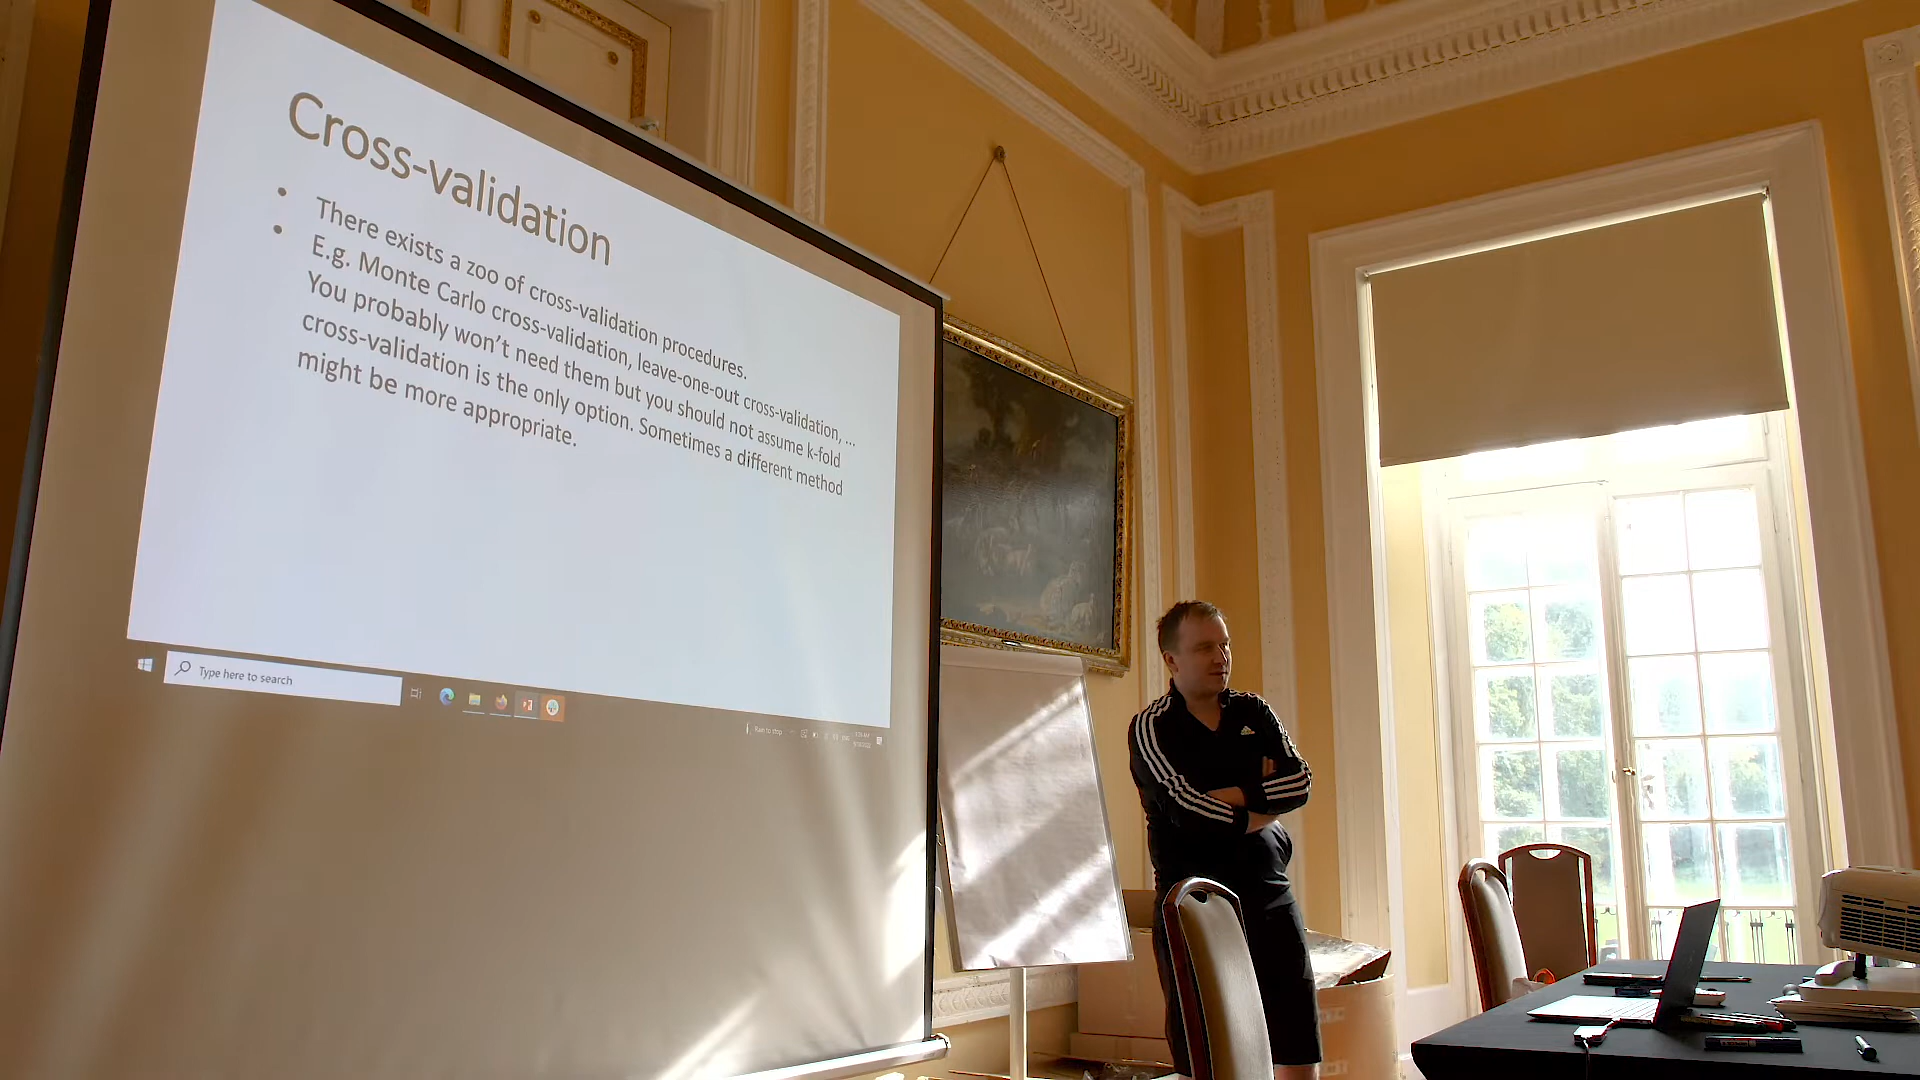 Cross-validation
• There exists a zoo of cross-validation procedures.
• E.g. Monte Carlo cross-validation, leave-one-out cross-validation, ...
You probably won't need them but you should not assume k-fold
cross-validation is the only option. Sometimes a different method
might be more appropriate.
Type here to search